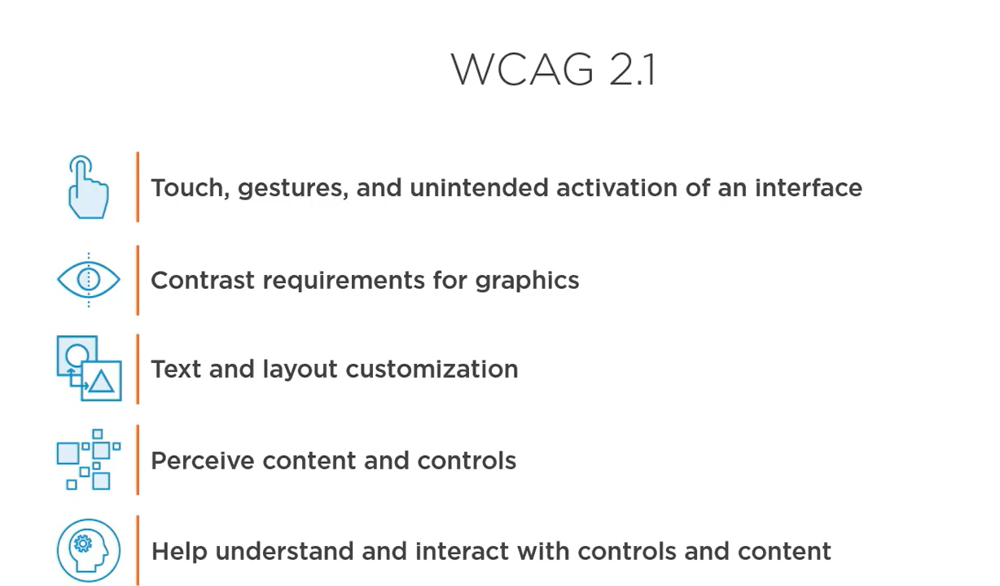 WCAG 2.1
Touch, gestures, and unintended activation of an interface
Contrast requirements for graphics
Text and layout customization
Perceive content and controls
Help understand and interact with controls and content